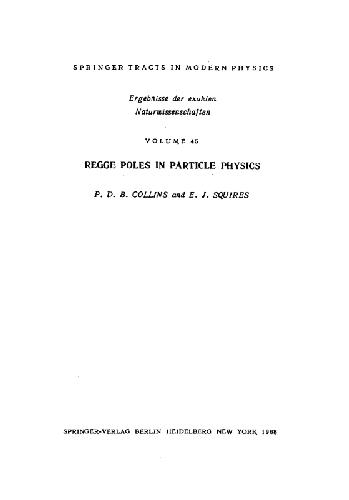 SPRINGER TRACTS IN MODERN PHYSICS
Ergebnisse der exakten
Naturwissenschaften
VOLUME 45
REGGE POLES IN PARTICLE PHYSICS
P. D. B. COLLINS and E. J. SQUIRES
SPRINGER-VERLAG BERLIN HEIDELBERG NEW YORK 1968